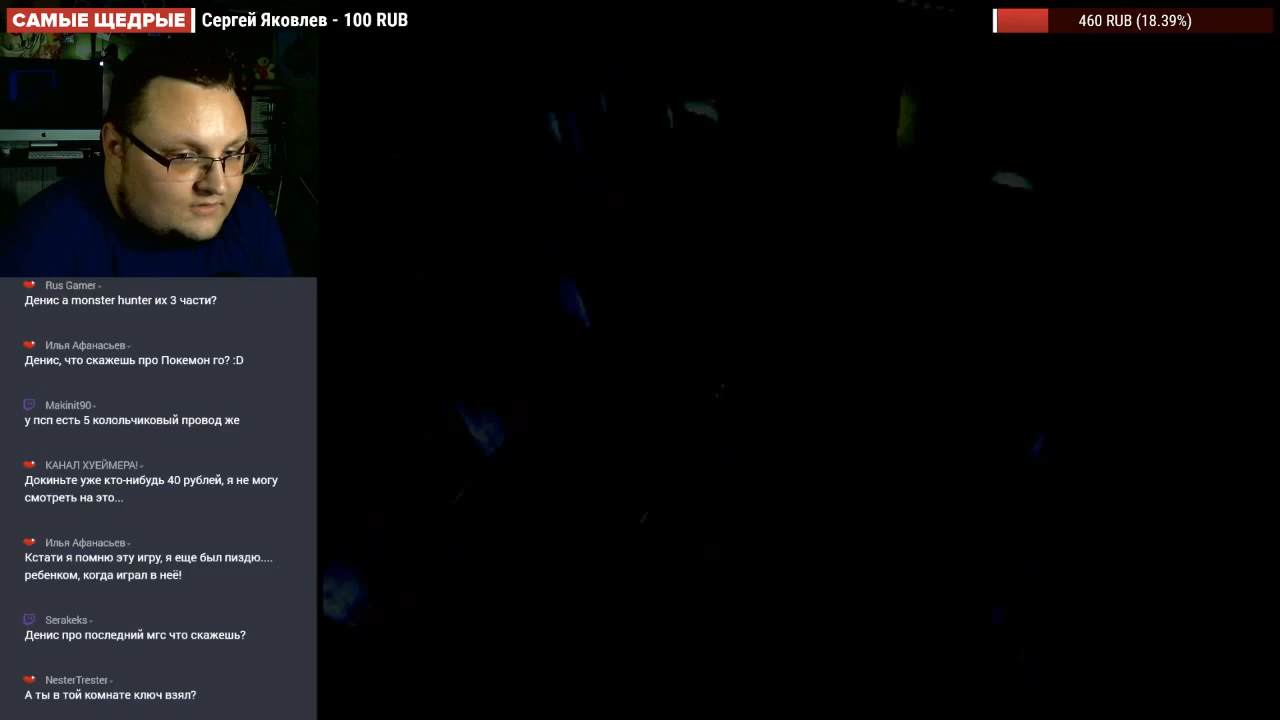 САМЫЕ ЩЕДРЫЕ Сергей Яковлев - 100 RUB
460 RUB (18.39%)
Rus Gamer
Денис а monster hunter их 3 части?
Илья Афанасьев
Денис, что скажешь про Покемон го? :D
Makinit90
у псп есть 5 колольчиковый провод же
КАНАЛ ХУЕЙМЕРА!
Докиньте уже кто-нибудь 40 рублей, я не могу
смотреть на это...
Илья Афанасьев
Кстати я помню эту игру, я еще был пиздю....
ребенком, когда играл в неё!
Serakeks
Денис про последний мгс что скажешь?
NesterTrester
А ты в той комнате ключ взял?